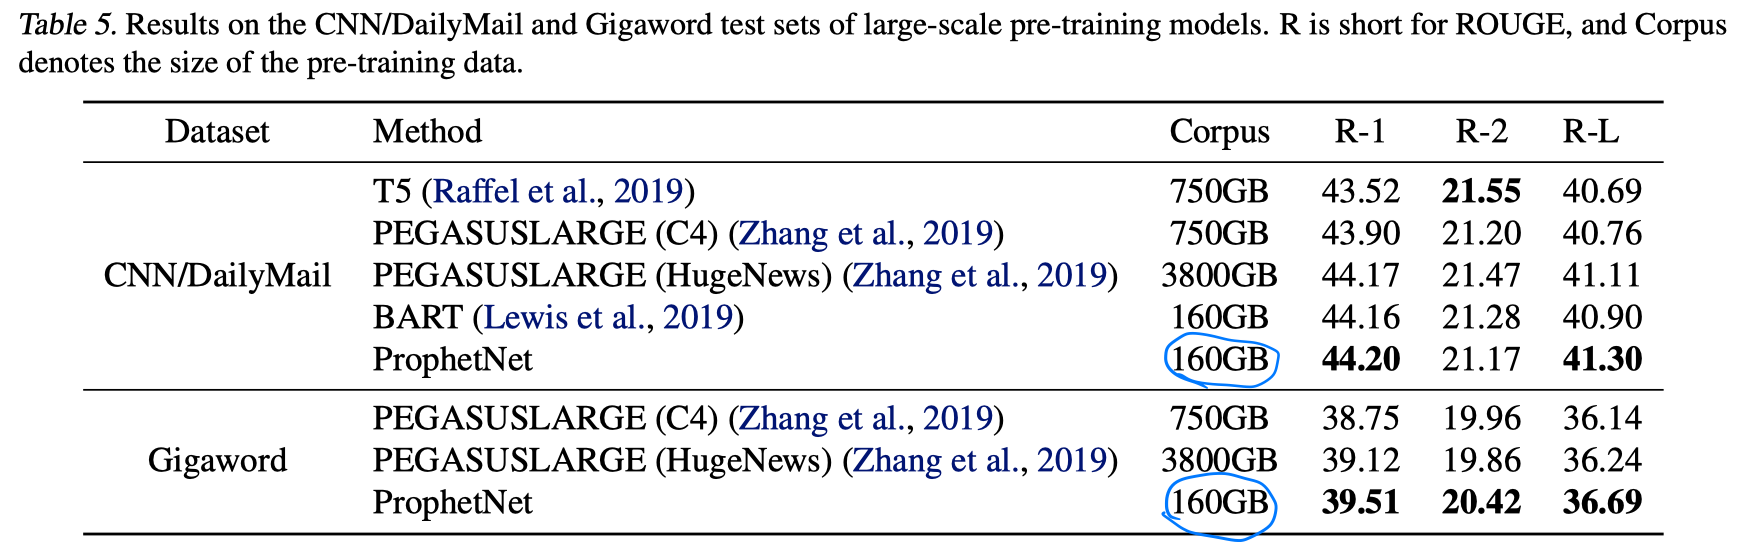 Table 5. Results on the CNN/DailyMail and Gigaword test sets of large-scale pre-training models. R is short for ROUGE, and Corpus
denotes the size of the pre-training data.
Dataset Method Corpus R-1 R-2 R-L
T5 (Raffel et al., 2019) 750GB 43.52 21.55 40.69
PEGASUSLARGE (C4) (Zhang et al., 2019) 750GB 43.90 21.20 40.76
CNN/DailyMail PEGASUSLARGE (HugeNews) (Zhang et al., 2019) 3800GB 44.17 21.47 41.11
BART (Lewis et al., 2019) 160GB 44.16 21.28 40.90
ProphetNet 160GB 44.20 21.17 41.30
PEGASUSLARGE (C4) (Zhang et al., 2019) 750GB 38.75 19.96 36.14
Gigaword PEGASUSLARGE (HugeNews) (Zhang et al., 2019) 3800GB 39.12 19.86 36.24
ProphetNet 160GB 39.51 20.42 36.69